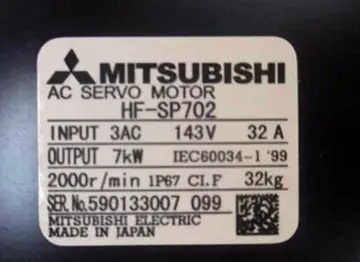 MITSUBISHI
AC SERVO MOTOR
HF-SP702
INPUT 3AC 143V 32A
OUTPUT 7kW IEC60034-1 '99
2000r/min IP67 CI.F 32kg
SER.No.590133007 099
MITSUBISHI ELECTRIC
MADE IN JAPAN